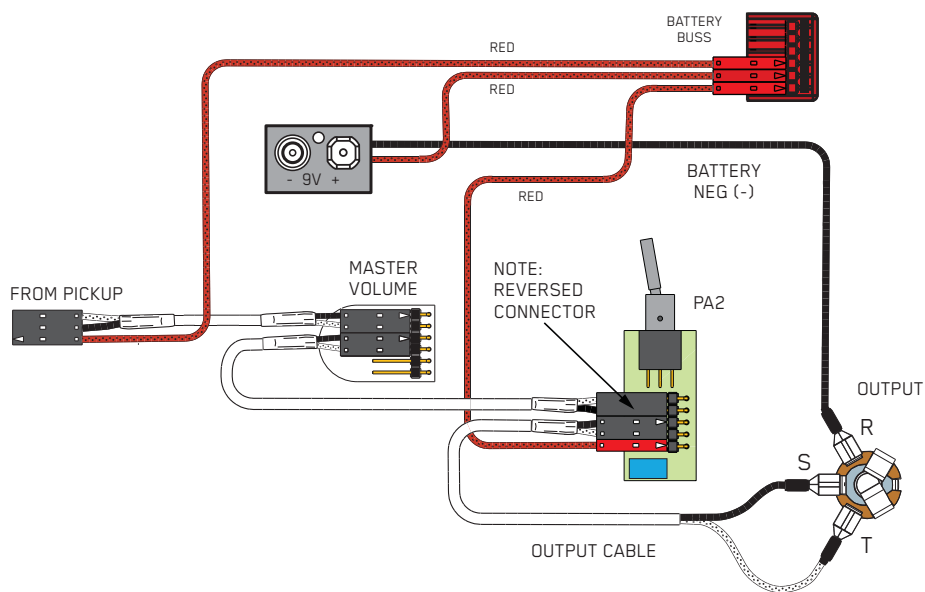 BATTERY
BUSS
RED
RED
- 9V +
BATTERY
NEG (-)
RED
MASTER
VOLUME
NOTE:
REVERSED
CONNECTOR
PA2
FROM PICKUP
OUTPUT
R
S
T
OUTPUT CABLE